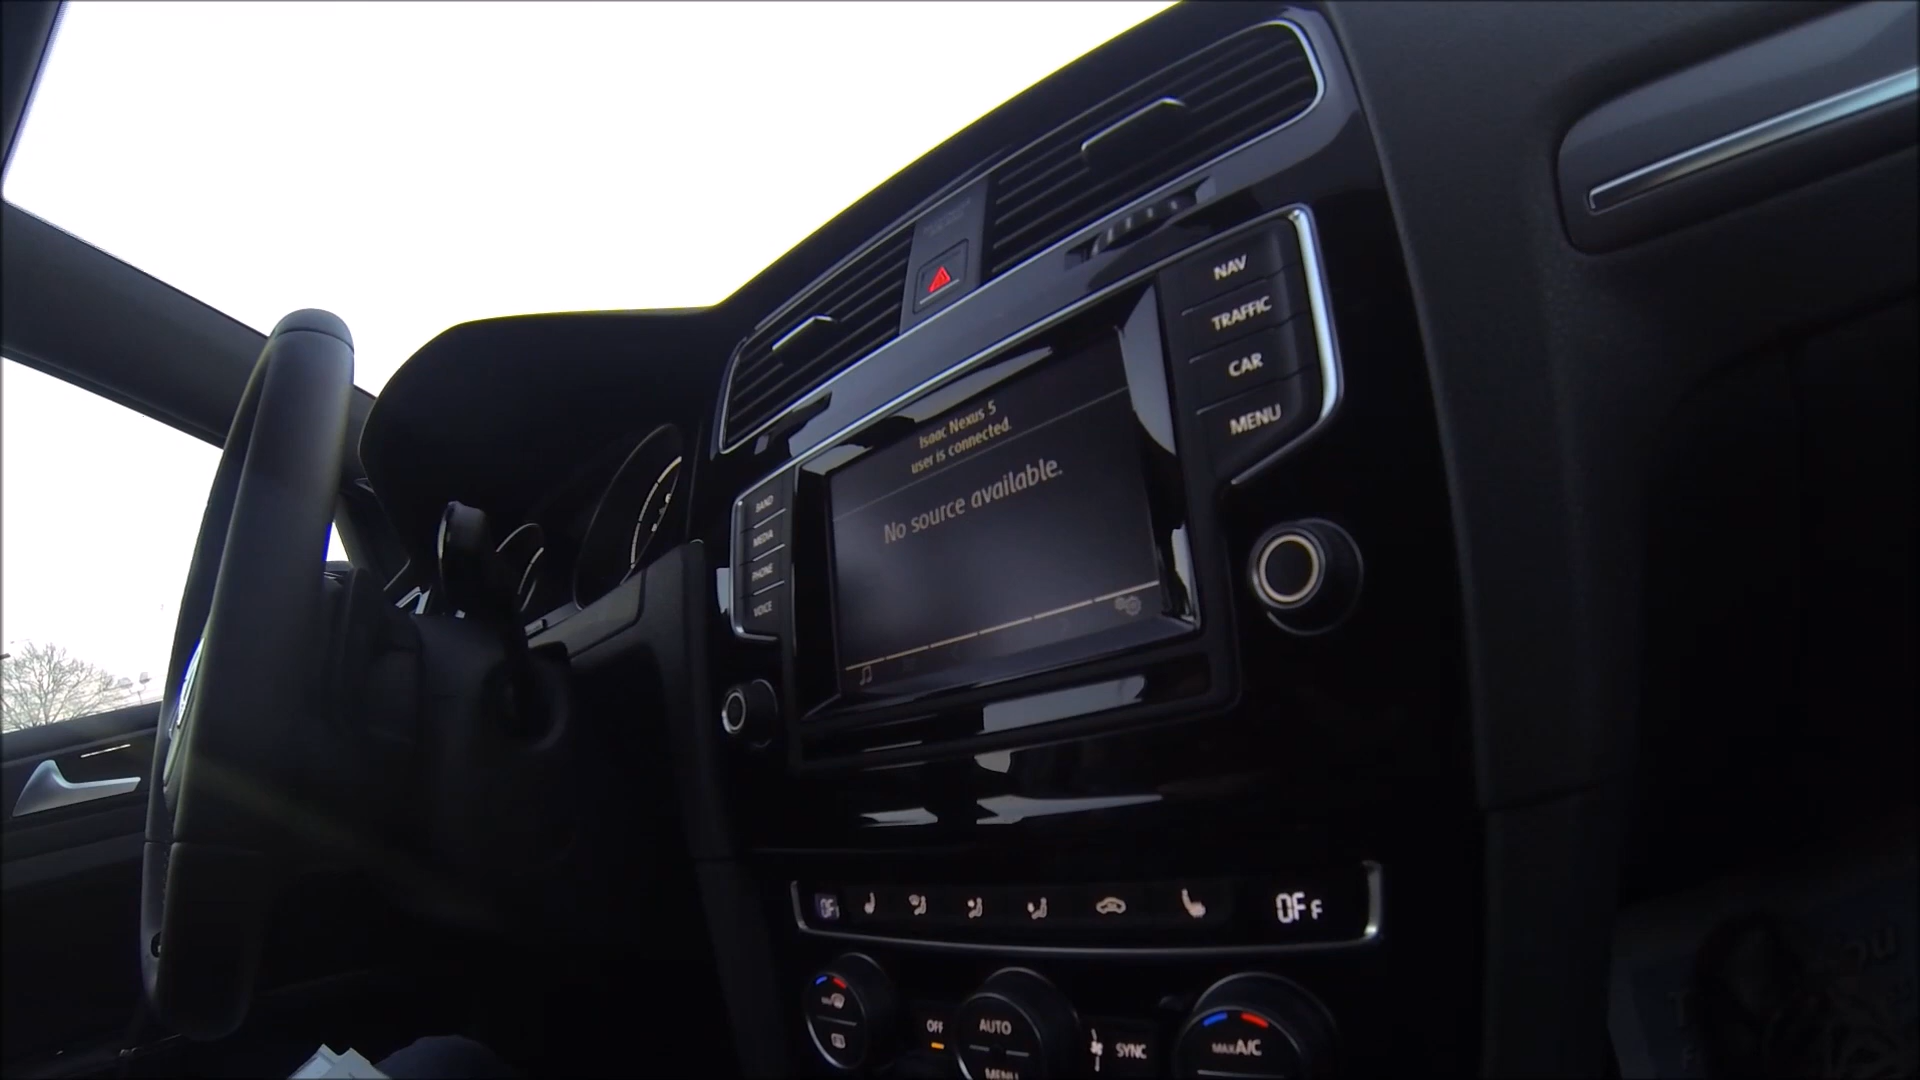 NAV
TRAFFIC
CAR
MENU
Isaac Nexus 5
user is connected.
No source available.
BAND
MEDIA
PHONE
VOICE
OFF
OFF
AUTO
MENU
SYNC
MAX A/C